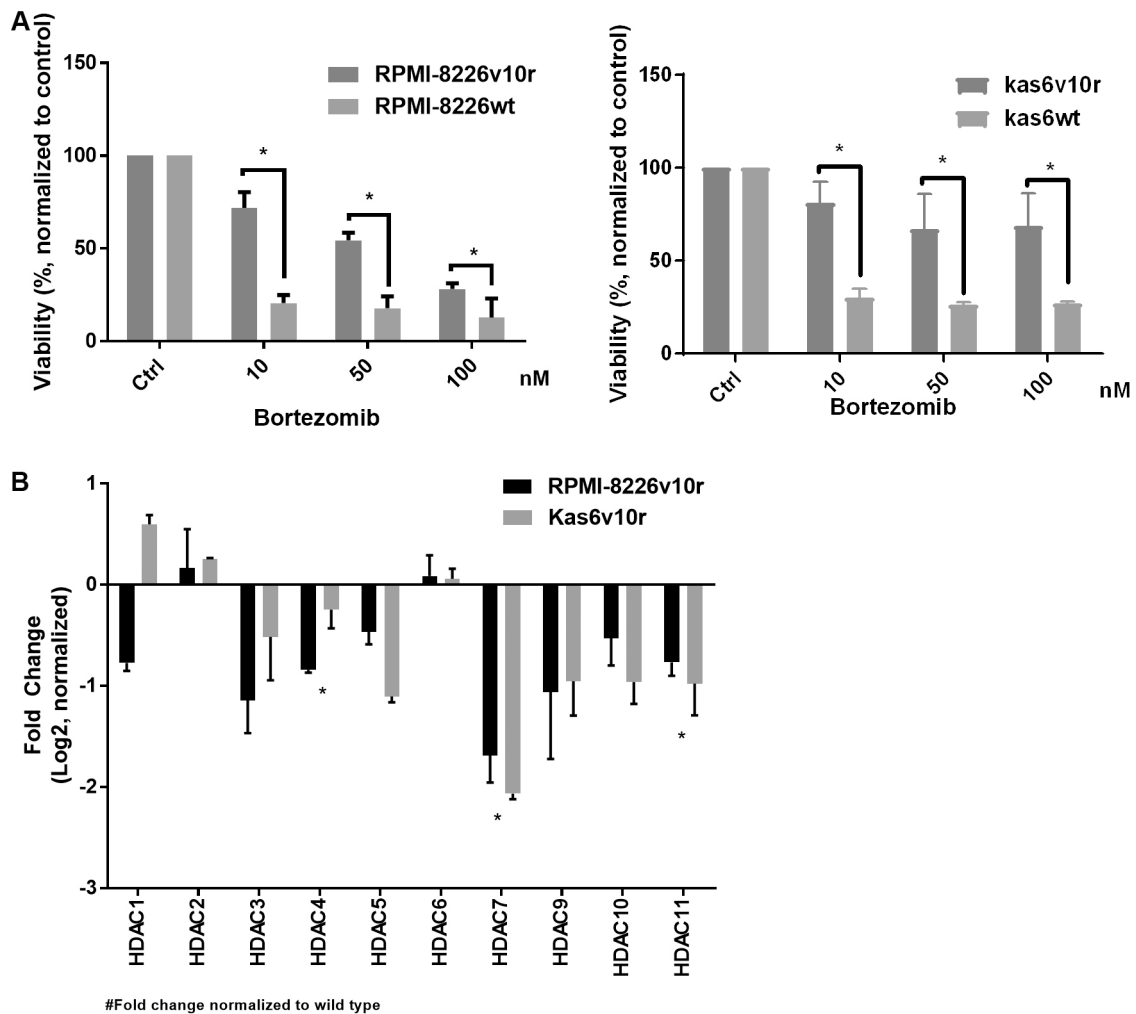 A
Viability (%, normalized to control)
150
100
50
0
RPMI-8226v10r
RPMI-8226wt
*
*
*
Ctrl
10
50
100
nM
Bortezomib
Viability (%, normalized to control)
150
100
50
0
kas6v10r
kas6wt
*
*
*
Ctrl
10
50
100
nM
Bortezomib
B
Fold Change
(Log2, normalized)
1
0
-1
-2
-3
RPMI-8226v10r
Kas6v10r
*
*
*
HDAC1
HDAC2
HDAC3
HDAC4
HDAC5
HDAC6
HDAC7
HDAC9
HDAC10
HDAC11
#Fold change normalized to wild type